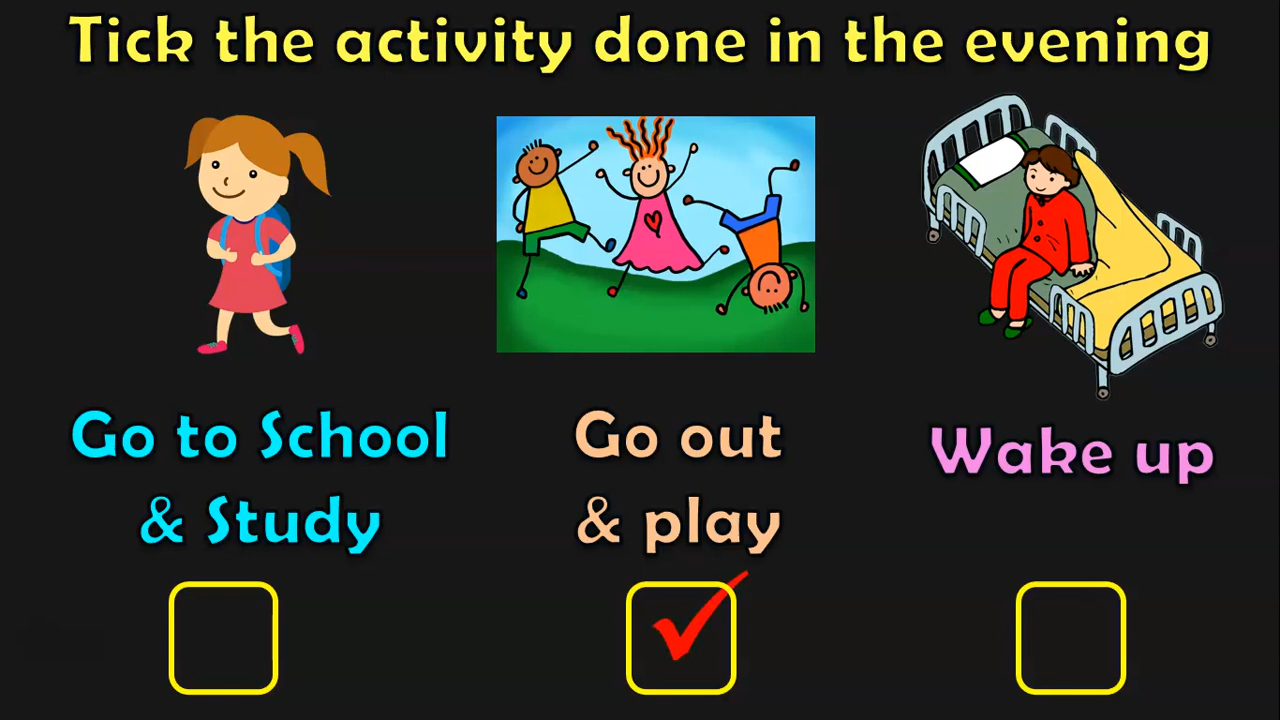 Tick the activity done in the evening
Go to School
& Study
Go out
& play
Wake up